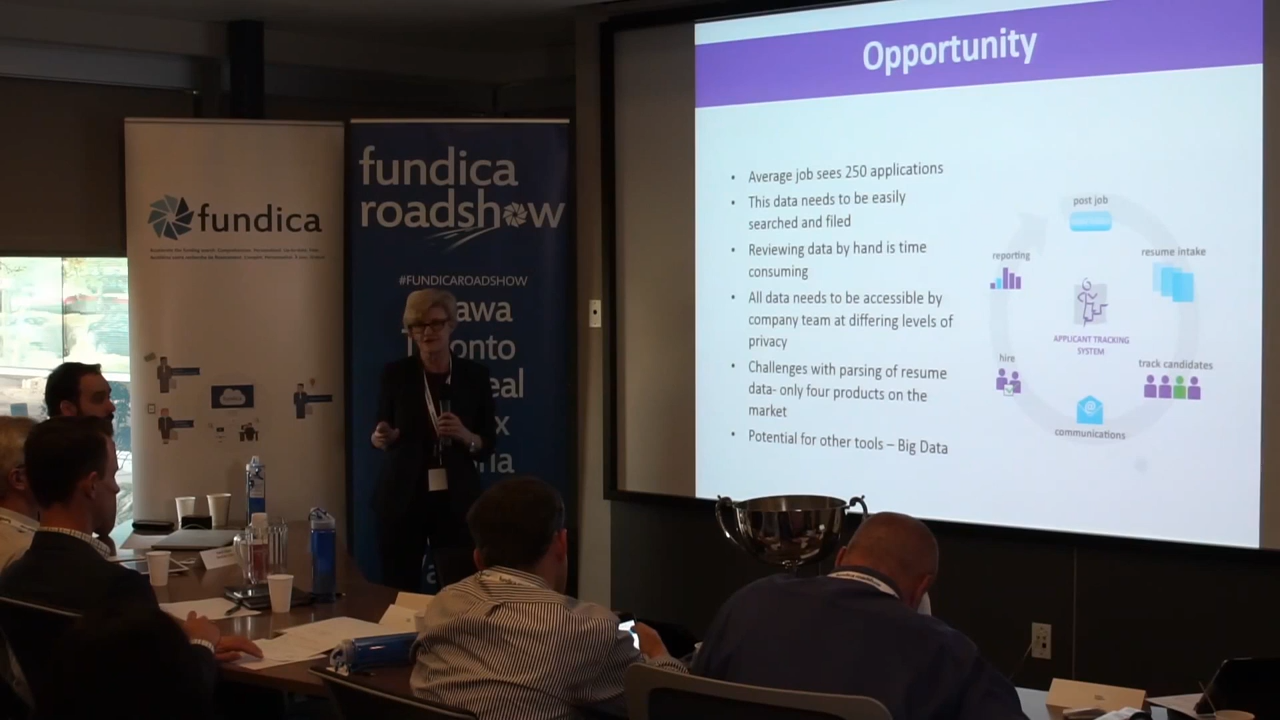 Opportunity
• Average job sees 250 applications
• This data needs to be easily
searched and filed
• Reviewing data by hand is time
consuming
• All data needs to be accessible by
company team at differing levels of
privacy
• Challenges with parsing of resume
data- only four products on the
market
• Potential for other tools – Big Data
post job
resume intake
track candidates
communications
hire
reporting
APPLICANT TRACKING
SYSTEM
fundica
fundica
roadshow
#FUNDICAROADSHOW